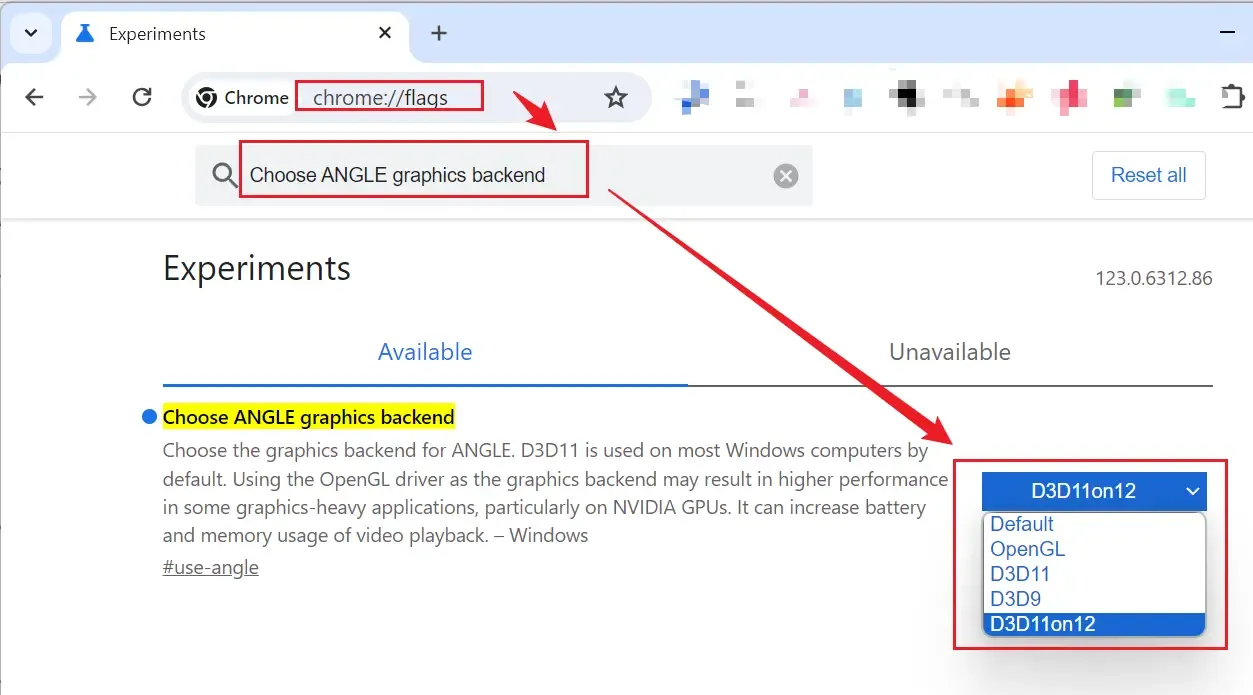 Experiments
Chrome
chrome://flags
Choose ANGLE graphics backend
Reset all
Experiments
123.0.6312.86
Available
Unavailable
Choose ANGLE graphics backend
Choose the graphics backend for ANGLE. D3D11 is used on most Windows computers by
default. Using the OpenGL driver as the graphics backend may result in higher performance
in some graphics-heavy applications, particularly on NVIDIA GPUs. It can increase battery
and memory usage of video playback. – Windows
#use-angle
D3D11on12
Default
OpenGL
D3D11
D3D9
D3D11on12